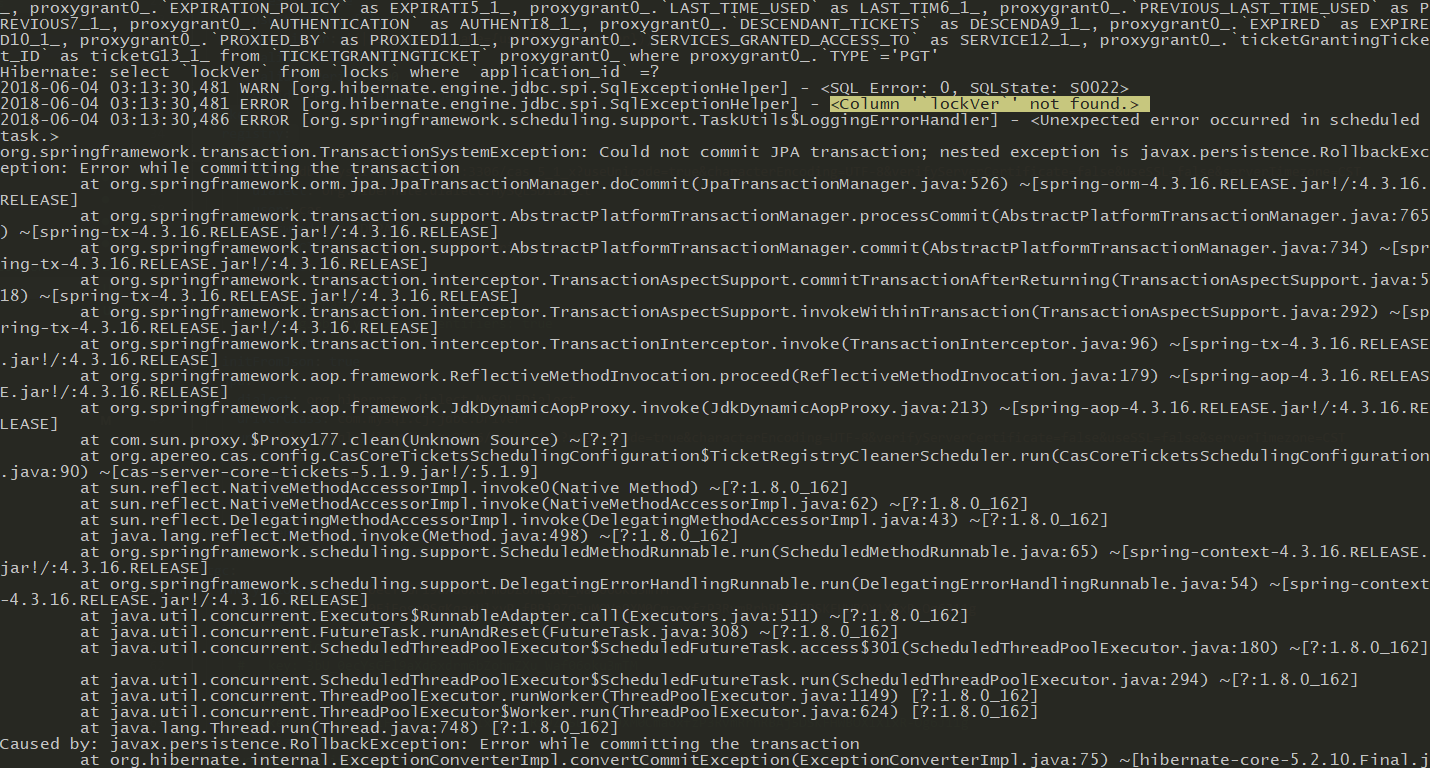 _, proxygrant0_.`EXPIRATION_POLICY` as EXPIRATI5_1_, proxygrant0_.`LAST_TIME_USED` as LAST_TIM6_1_, proxygrant0_.`PREVIOUS_LAST_TIME_USED` as P
REVIOUS7_1_, proxygrant0_.`AUTHENTICATION` as AUTHENTI8_1_, proxygrant0_.`DESCENDANT_TICKETS` as DESCENDA9_1_, proxygrant0_.`EXPIRED` as EXPIRE
D10_1_, proxygrant0_.`PROXIED_BY` as PROXIED11_1_, proxygrant0_.`SERVICES_GRANTED_ACCESS_TO` as SERVICE12_1_, proxygrant0_.`ticketGrantingTicke
t_ID` as ticketG13_1_ from `TICKETGRANTINGTICKET` proxygrant0_ where proxygrant0_.`TYPE`='PGT'
Hibernate: select `lockVer` from `locks` where `application_id` =?
2018-06-04 03:13:30,481 WARN [org.hibernate.engine.jdbc.spi.SqlExceptionHelper] - <SQL Error: 0, SQLState: S0022>
2018-06-04 03:13:30,481 ERROR [org.hibernate.engine.jdbc.spi.SqlExceptionHelper] - <Column '`lockVer`' not found.>
2018-06-04 03:13:30,486 ERROR [org.springframework.scheduling.support.TaskUtils$LoggingErrorHandler] - <Unexpected error occurred in scheduled
task.>
org.springframework.transaction.TransactionSystemException: Could not commit JPA transaction; nested exception is javax.persistence.RollbackExc
eption: Error while committing the transaction
at org.springframework.orm.jpa.JpaTransactionManager.doCommit(JpaTransactionManager.java:526) ~[spring-orm-4.3.16.RELEASE.jar!/:4.3.16.
RELEASE]
at org.springframework.transaction.support.AbstractPlatformTransactionManager.processCommit(AbstractPlatformTransactionManager.java:765
) ~[spring-tx-4.3.16.RELEASE.jar!/:4.3.16.RELEASE]
at org.springframework.transaction.support.AbstractPlatformTransactionManager.commit(AbstractPlatformTransactionManager.java:734) ~[spr
ing-tx-4.3.16.RELEASE.jar!/:4.3.16.RELEASE]
at org.springframework.transaction.interceptor.TransactionAspectSupport.commitTransactionAfterReturning(TransactionAspectSupport.java:5
18) ~[spring-tx-4.3.16.RELEASE.jar!/:4.3.16.RELEASE]
at org.springframework.transaction.interceptor.TransactionAspectSupport.invokeWithinTransaction(TransactionAspectSupport.java:292) ~[sp
ring-tx-4.3.16.RELEASE.jar!/:4.3.16.RELEASE]
at org.springframework.transaction.interceptor.TransactionInterceptor.invoke(TransactionInterceptor.java:96) ~[spring-tx-4.3.16.RELEASE
.jar!/:4.3.16.RELEASE]
at org.springframework.aop.framework.ReflectiveMethodInvocation.proceed(ReflectiveMethodInvocation.java:179) ~[spring-aop-4.3.16.RELEAS
E.jar!/:4.3.16.RELEASE]
at org.springframework.aop.framework.JdkDynamicAopProxy.invoke(JdkDynamicAopProxy.java:213) ~[spring-aop-4.3.16.RELEASE.jar!/:4.3.16.RE
LEASE]
at com.sun.proxy.$Proxy177.clean(Unknown Source) ~[?:?]
at org.apereo.cas.config.CasCoreTicketsSchedulingConfiguration$TicketRegistryCleanerScheduler.run(CasCoreTicketsSchedulingConfiguration
.java:90) ~[cas-server-core-tickets-5.1.9.jar!/:5.1.9]
at sun.reflect.NativeMethodAccessorImpl.invoke0(Native Method) ~[?:1.8.0_162]
at sun.reflect.NativeMethodAccessorImpl.invoke(NativeMethodAccessorImpl.java:62) ~[?:1.8.0_162]
at sun.reflect.DelegatingMethodAccessorImpl.invoke(DelegatingMethodAccessorImpl.java:43) ~[?:1.8.0_162]
at java.lang.reflect.Method.invoke(Method.java:498) ~[?:1.8.0_162]
at org.springframework.scheduling.support.ScheduledMethodRunnable.run(ScheduledMethodRunnable.java:65) ~[spring-context-4.3.16.RELEASE.
jar!/:4.3.16.RELEASE]
at org.springframework.scheduling.support.DelegatingErrorHandlingRunnable.run(DelegatingErrorHandlingRunnable.java:54) ~[spring-context
-4.3.16.RELEASE.jar!/:4.3.16.RELEASE]
at java.util.concurrent.Executors$RunnableAdapter.call(Executors.java:511) ~[?:1.8.0_162]
at java.util.concurrent.FutureTask.runAndReset(FutureTask.java:308) ~[?:1.8.0_162]
at java.util.concurrent.ScheduledThreadPoolExecutor$ScheduledFutureTask.access$301(ScheduledThreadPoolExecutor.java:180) ~[?:1.8.0_162]
at java.util.concurrent.ScheduledThreadPoolExecutor$ScheduledFutureTask.run(ScheduledThreadPoolExecutor.java:294) ~[?:1.8.0_162]
at java.util.concurrent.ThreadPoolExecutor.runWorker(ThreadPoolExecutor.java:1149) [?:1.8.0_162]
at java.util.concurrent.ThreadPoolExecutor$Worker.run(ThreadPoolExecutor.java:624) [?:1.8.0_162]
at java.lang.Thread.run(Thread.java:748) [?:1.8.0_162]
Caused by: javax.persistence.RollbackException: Error while committing the transaction
at org.hibernate.internal.ExceptionConverterImpl.convertCommitException(ExceptionConverterImpl.java:75) ~[hibernate-core-5.2.10.Final.j